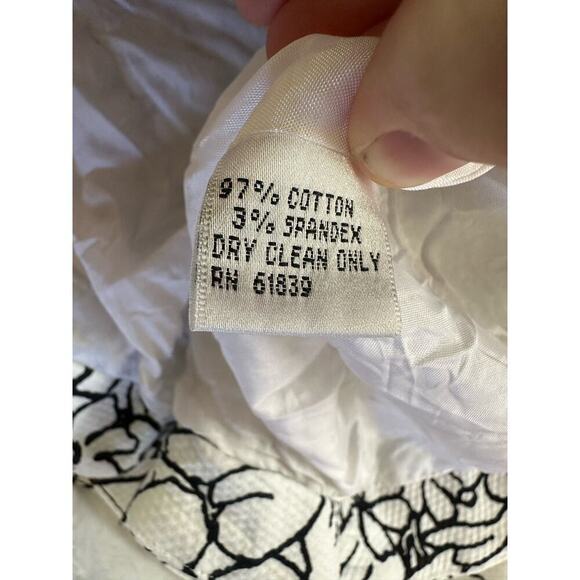 97% COTTON
3% SPANDEX
DRY CLEAN ONLY
RN 61839